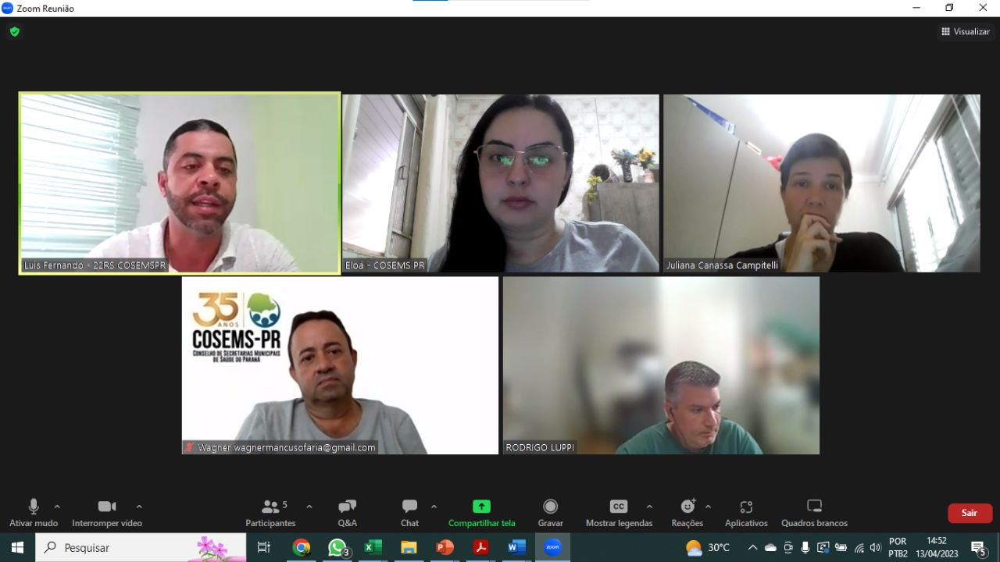 Zoom Reunião
Visualizar
Luis Fernando - 22RS COSEMSPR
Eloá - COSEMS PR
Juliana Canassa Campitelli
35
ANOS
COSEMS-PR
CONSELHO DE SECRETARIAS MUNICIPAIS
DE SAÚDE DO PARANÁ
Wagner wagnermancusofaria@gmail.com
RODRIGO LUPPI
5
CC
Ativar mudo
Interromper vídeo
Participantes
Q&A
Chat
Compartilhar tela
Gravar
Mostrar legendas
Reações
Aplicativos
Quadros brancos
Sair
Pesquisar
3
zoom
30°C
POR
PTB2
14:52
13/04/2023
5